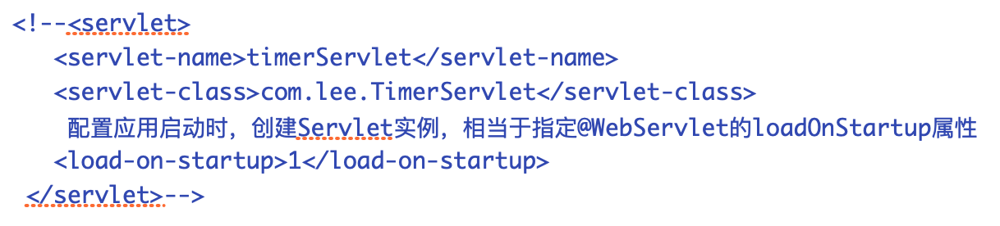 <!--<servlet>
<servlet-name>timerServlet</servlet-name>
<servlet-class>com.lee.TimerServlet</servlet-class>
配置应用启动时，创建Servlet实例，相当于指定@WebServlet的loadOnStartup属性
<load-on-startup>1</load-on-startup>
</servlet>-->